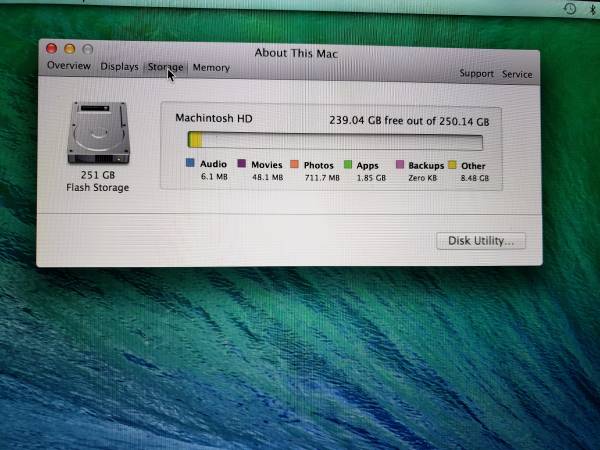 About This Mac
Overview Displays Storage Memory
Support Service
Machintosh HD 239.04 GB free out of 250.14 GB
Audio Movies Photos Apps Backups Other
6.1 MB 48.1 MB 711.7 MB 1.85 GB Zero KB 8.48 GB
251 GB
Flash Storage
Disk Utility...